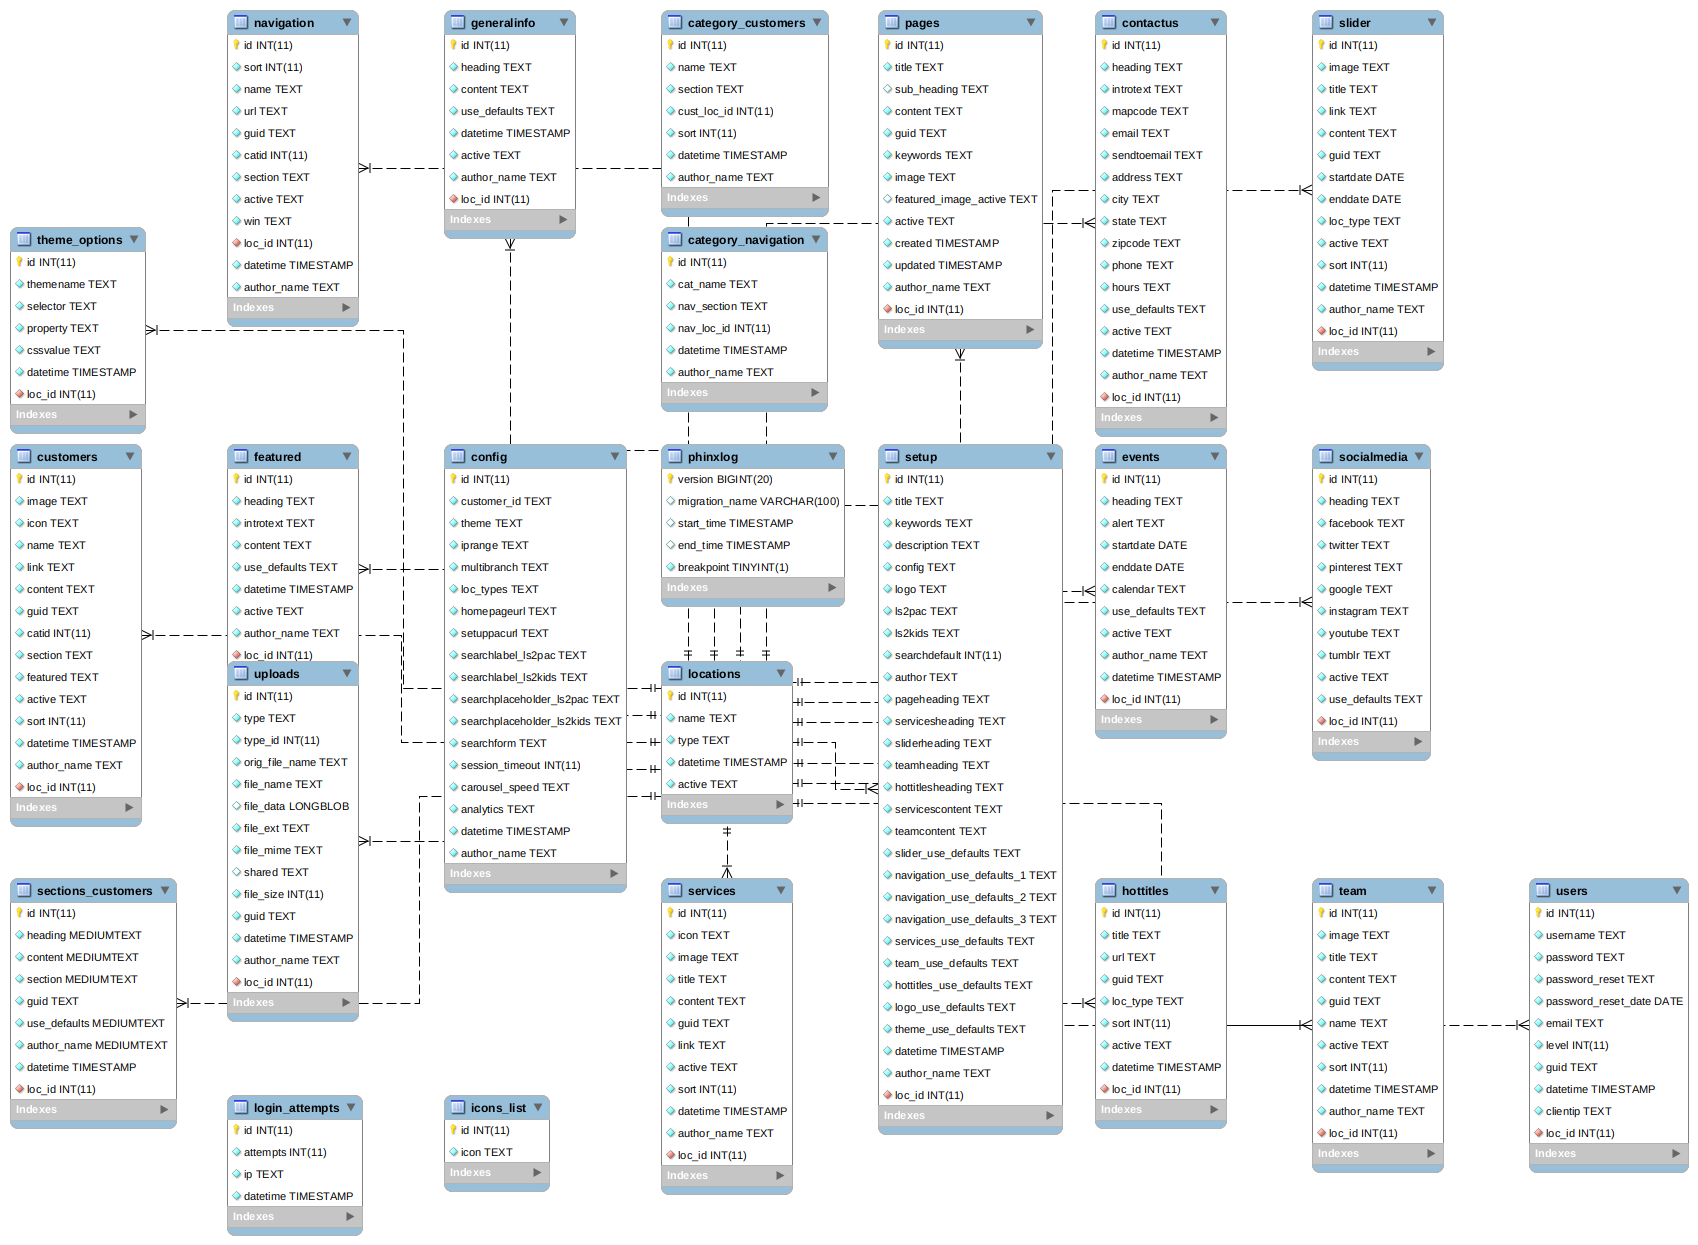 navigation
id INT(11)
sort INT(11)
name TEXT
url TEXT
guid TEXT
catid INT(11)
section TEXT
active TEXT
win TEXT
loc_id INT(11)
datetime TIMESTAMP
author_name TEXT
Indexes
generalinfo
id INT(11)
heading TEXT
content TEXT
use_defaults TEXT
datetime TIMESTAMP
active TEXT
author_name TEXT
loc_id INT(11)
Indexes
category_customers
id INT(11)
name TEXT
section TEXT
cust_loc_id INT(11)
sort INT(11)
datetime TIMESTAMP
author_name TEXT
Indexes
pages
id INT(11)
title TEXT
sub_heading TEXT
content TEXT
guid TEXT
keywords TEXT
image TEXT
featured_image_active TEXT
active TEXT
created TIMESTAMP
updated TIMESTAMP
author_name TEXT
loc_id INT(11)
Indexes
contactus
id INT(11)
heading TEXT
introtext TEXT
mapcode TEXT
email TEXT
sendtoemail TEXT
address TEXT
city TEXT
state TEXT
zipcode TEXT
phone TEXT
hours TEXT
use_defaults TEXT
active TEXT
datetime TIMESTAMP
author_name TEXT
loc_id INT(11)
Indexes
slider
id INT(11)
image TEXT
title TEXT
link TEXT
content TEXT
guid TEXT
startdate DATE
enddate DATE
loc_type TEXT
active TEXT
sort INT(11)
datetime TIMESTAMP
author_name TEXT
loc_id INT(11)
Indexes
theme_options
id INT(11)
themename TEXT
selector TEXT
property TEXT
cssvalue TEXT
datetime TIMESTAMP
loc_id INT(11)
Indexes
category_navigation
id INT(11)
cat_name TEXT
nav_section TEXT
nav_loc_id INT(11)
datetime TIMESTAMP
author_name TEXT
Indexes
customers
id INT(11)
image TEXT
icon TEXT
name TEXT
link TEXT
content TEXT
guid TEXT
catid INT(11)
section TEXT
featured TEXT
active TEXT
sort INT(11)
datetime TIMESTAMP
author_name TEXT
loc_id INT(11)
Indexes
featured
id INT(11)
heading TEXT
introtext TEXT
content TEXT
use_defaults TEXT
datetime TIMESTAMP
active TEXT
author_name TEXT
loc_id INT(11)
config
id INT(11)
customer_id TEXT
theme TEXT
iprange TEXT
multibranch TEXT
loc_types TEXT
homepageurl TEXT
setuppacurl TEXT
searchlabel_ls2pac TEXT
searchlabel_ls2kids TEXT
searchplaceholder_ls2pac TEXT
searchplaceholder_ls2kids TEXT
searchform TEXT
session_timeout INT(11)
carousel_speed TEXT
analytics TEXT
datetime TIMESTAMP
author_name TEXT
Indexes
phinxlog
version BIGINT(20)
migration_name VARCHAR(100)
start_time TIMESTAMP
end_time TIMESTAMP
breakpoint TINYINT(1)
Indexes
setup
id INT(11)
title TEXT
keywords TEXT
description TEXT
config TEXT
logo TEXT
ls2pac TEXT
ls2kids TEXT
searchdefault INT(11)
author TEXT
pageheading TEXT
servicesheading TEXT
sliderheading TEXT
teamheading TEXT
hottitlesheading TEXT
servicescontent TEXT
teamcontent TEXT
slider_use_defaults TEXT
navigation_use_defaults_1 TEXT
navigation_use_defaults_2 TEXT
navigation_use_defaults_3 TEXT
services_use_defaults TEXT
team_use_defaults TEXT
hottitles_use_defaults TEXT
logo_use_defaults TEXT
theme_use_defaults TEXT
datetime TIMESTAMP
author_name TEXT
loc_id INT(11)
Indexes
events
id INT(11)
heading TEXT
alert TEXT
startdate DATE
enddate DATE
calendar TEXT
use_defaults TEXT
active TEXT
author_name TEXT
datetime TIMESTAMP
loc_id INT(11)
Indexes
socialmedia
id INT(11)
heading TEXT
facebook TEXT
twitter TEXT
pinterest TEXT
google TEXT
instagram TEXT
youtube TEXT
tumblr TEXT
active TEXT
use_defaults TEXT
loc_id INT(11)
Indexes
uploads
id INT(11)
type TEXT
type_id INT(11)
orig_file_name TEXT
file_name TEXT
file_data LONGBLOB
file_ext TEXT
file_mime TEXT
shared TEXT
file_size INT(11)
guid TEXT
datetime TIMESTAMP
author_name TEXT
loc_id INT(11)
Indexes
locations
id INT(11)
name TEXT
type TEXT
datetime TIMESTAMP
active TEXT
Indexes
sections_customers
id INT(11)
heading MEDIUMTEXT
content MEDIUMTEXT
section MEDIUMTEXT
guid TEXT
use_defaults MEDIUMTEXT
author_name MEDIUMTEXT
datetime TIMESTAMP
loc_id INT(11)
Indexes
services
id INT(11)
icon TEXT
image TEXT
title TEXT
content TEXT
guid TEXT
link TEXT
active TEXT
sort INT(11)
datetime TIMESTAMP
author_name TEXT
loc_id INT(11)
Indexes
hottitles
id INT(11)
title TEXT
url TEXT
guid TEXT
loc_type TEXT
sort INT(11)
active TEXT
datetime TIMESTAMP
loc_id INT(11)
Indexes
team
id INT(11)
image TEXT
title TEXT
content TEXT
guid TEXT
name TEXT
active TEXT
sort INT(11)
datetime TIMESTAMP
author_name TEXT
loc_id INT(11)
Indexes
users
id INT(11)
username TEXT
password TEXT
password_reset TEXT
password_reset_date DATE
email TEXT
level INT(11)
guid TEXT
datetime TIMESTAMP
clientip TEXT
loc_id INT(11)
Indexes
login_attempts
id INT(11)
attempts INT(11)
ip TEXT
datetime TIMESTAMP
Indexes
icons_list
id INT(11)
icon TEXT
Indexes